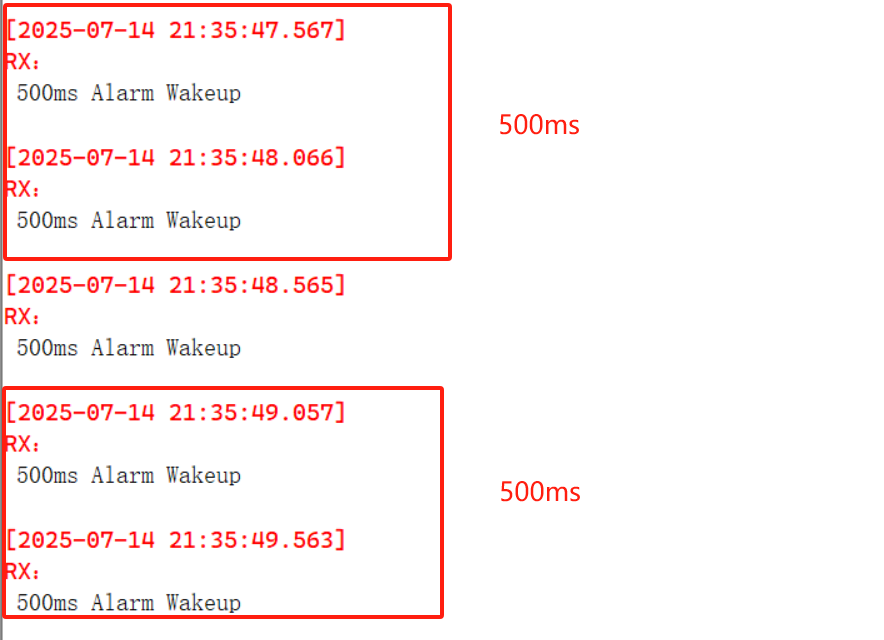 [2025-07-14 21:35:47.567]
RX：
500ms Alarm Wakeup
500ms
[2025-07-14 21:35:48.066]
RX：
500ms Alarm Wakeup
[2025-07-14 21:35:48.565]
RX：
500ms Alarm Wakeup
[2025-07-14 21:35:49.057]
RX：
500ms Alarm Wakeup
500ms
[2025-07-14 21:35:49.563]
RX：
500ms Alarm Wakeup